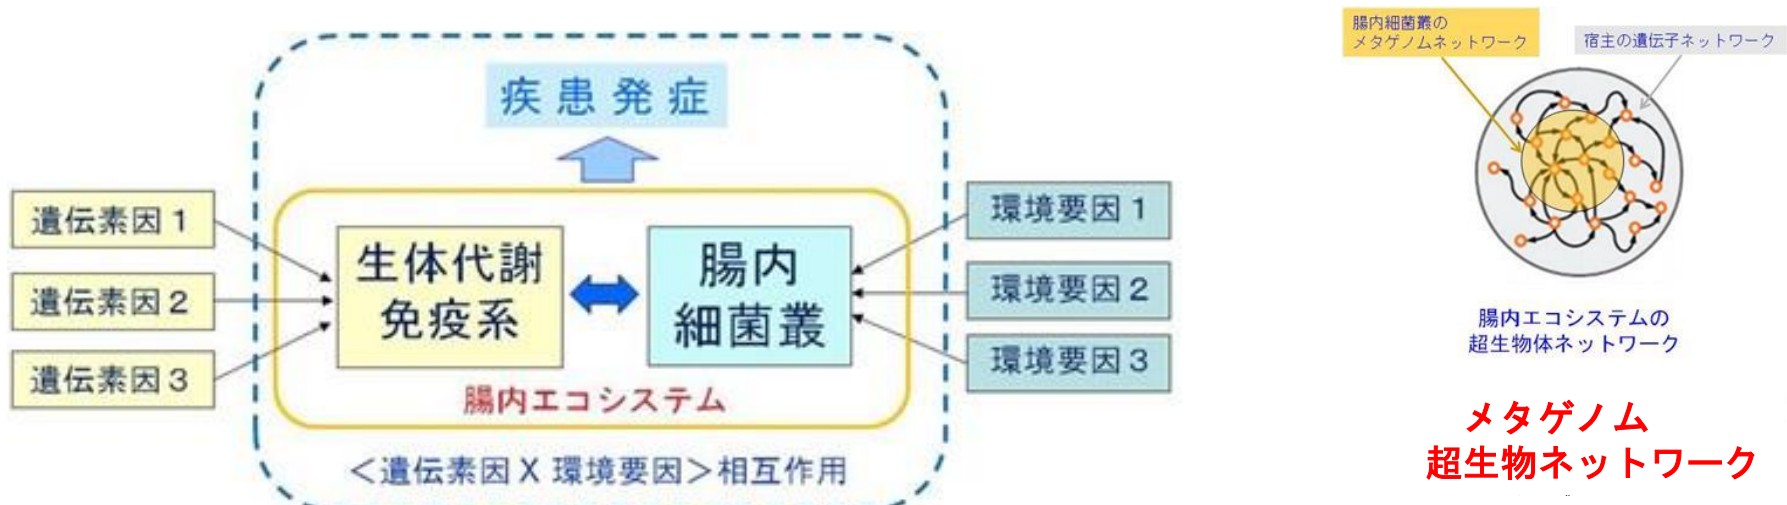 疾患発症
遺伝素因1
遺伝素因2
遺伝素因3
生体代謝
免疫系
腸内
細菌叢
環境要因1
環境要因2
環境要因3
腸内エコシステム
<遺伝素因X環境要因>相互作用
腸内細菌叢の
メタゲノムネットワーク
宿主の遺伝子ネットワーク
腸内エコシステムの
超生物体ネットワーク
メタゲノム
超生物ネットワーク